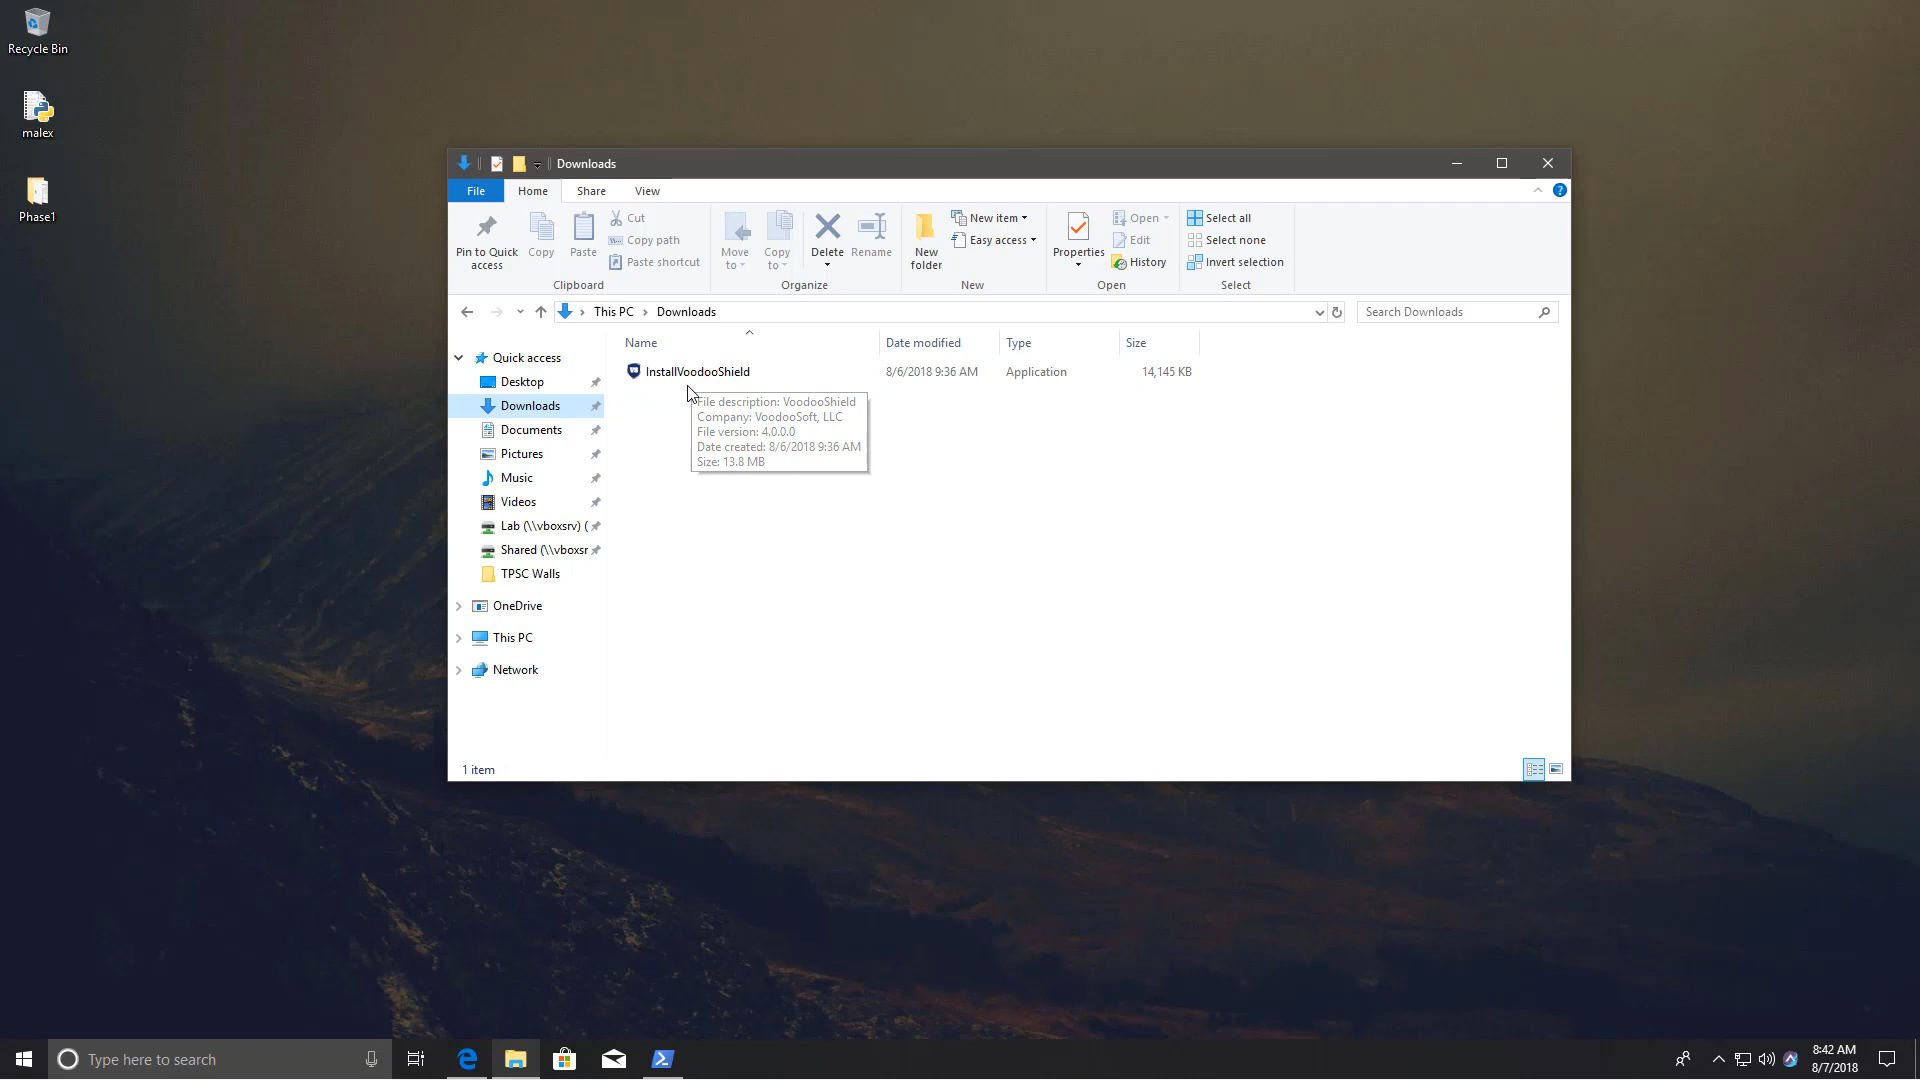 Recycle Bin
malex
Phase1
Downloads
File
Home
Share
View
Pin to Quick
access
Copy
Paste
Cut
Copy path
Paste shortcut
Clipboard
Move
to
Copy
to
Delete
Rename
Organize
New
folder
New item
Easy access
New
Properties
Open
Edit
History
Open
Select all
Select none
Invert selection
Select
This PC
Downloads
Search Downloads
Name
Date modified
Type
Size
InstallVoodooShield
8/6/2018 9:36 AM
Application
14,145 KB
File description: VoodooShield
Company: VoodooSoft, LLC
File version: 4.0.0.0
Date created: 8/6/2018 9:36 AM
Size: 13.8 MB
Quick access
Desktop
Downloads
Documents
Pictures
Music
Videos
Lab (\\vboxsrv) (
Shared (\\vboxsr
TPSC Walls
OneDrive
This PC
Network
1 item
Type here to search
8:42 AM
8/7/2018